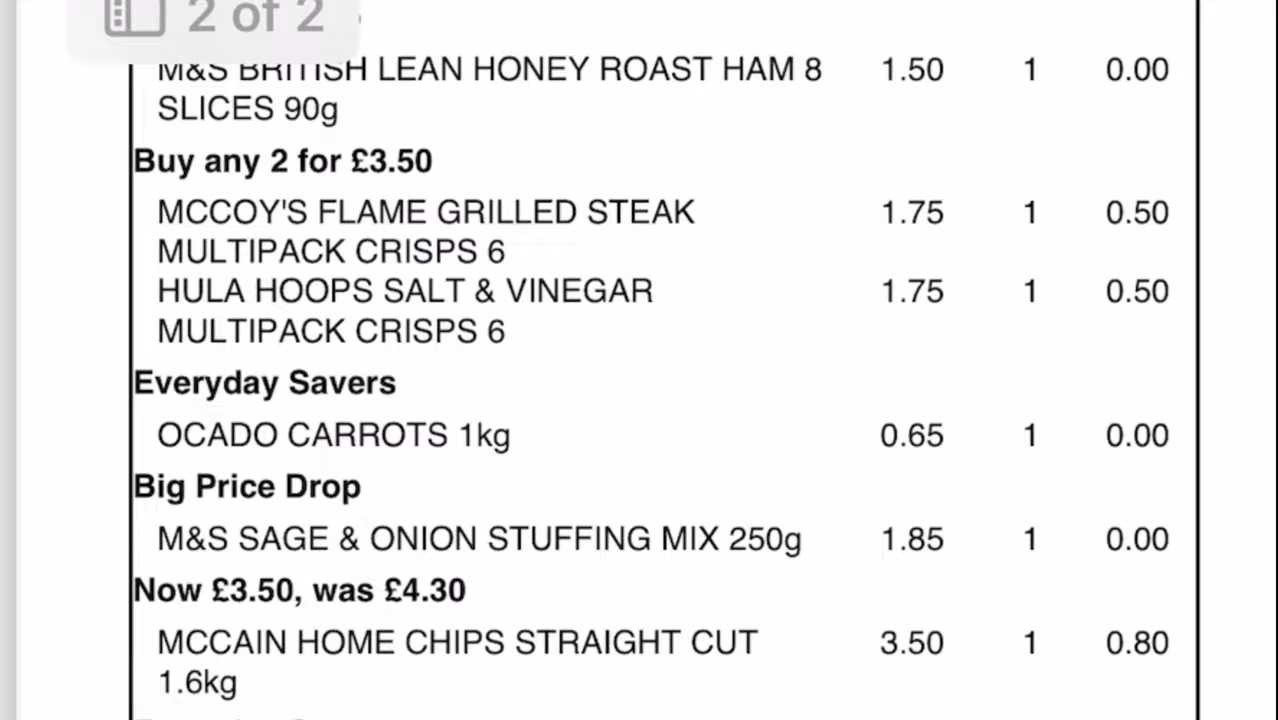 2 of 2
M&S BRITISH LEAN HONEY ROAST HAM 8 1.50 1 0.00
SLICES 90g
Buy any 2 for £3.50
MCCOY'S FLAME GRILLED STEAK 1.75 1 0.50
MULTIPACK CRISPS 6
HULA HOOPS SALT & VINEGAR 1.75 1 0.50
MULTIPACK CRISPS 6
Everyday Savers
OCADO CARROTS 1kg 0.65 1 0.00
Big Price Drop
M&S SAGE & ONION STUFFING MIX 250g 1.85 1 0.00
Now £3.50, was £4.30
MCCAIN HOME CHIPS STRAIGHT CUT 3.50 1 0.80
1.6kg